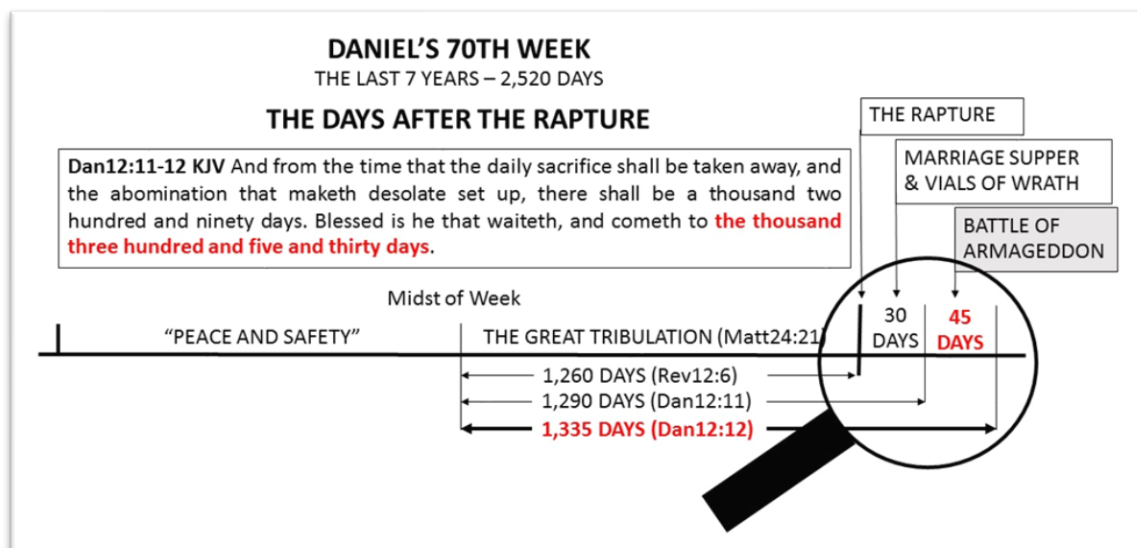 DANIEL'S 70TH WEEK
THE LAST 7 YEARS – 2,520 DAYS
THE DAYS AFTER THE RAPTURE
Dan12:11-12 KJV And from the time that the daily sacrifice shall be taken away, and
the abomination that maketh desolate set up, there shall be a thousand two
hundred and ninety days. Blessed is he that waiteth, and cometh to the thousand
three hundred and five and thirty days.
THE RAPTURE
MARRIAGE SUPPER
& VIALS OF WRATH
BATTLE OF
ARMAGEDDON
Midst of Week
"PEACE AND SAFETY"
THE GREAT TRIBULATION (Matt24:21)
30
DAYS
45
DAYS
1,260 DAYS (Rev12:6)
1,290 DAYS (Dan12:11)
1,335 DAYS (Dan12:12)